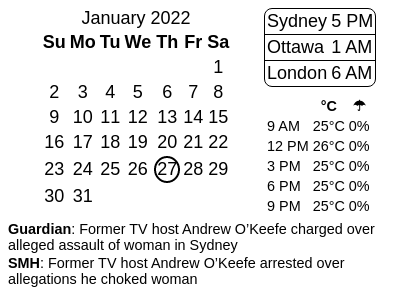 January 2022
Su Mo Tu We Th Fr Sa
1
2 3 4 5 6 7 8
9 10 11 12 13 14 15
16 17 18 19 20 21 22
23 24 25 26 27 28 29
30 31
Sydney 5 PM
Ottawa 1 AM
London 6 AM
°C ☂
9 AM 25°C 0%
12 PM 26°C 0%
3 PM 25°C 0%
6 PM 25°C 0%
9 PM 25°C 0%
Guardian: Former TV host Andrew O’Keefe charged over
alleged assault of woman in Sydney
SMH: Former TV host Andrew O’Keefe arrested over
allegations he choked woman